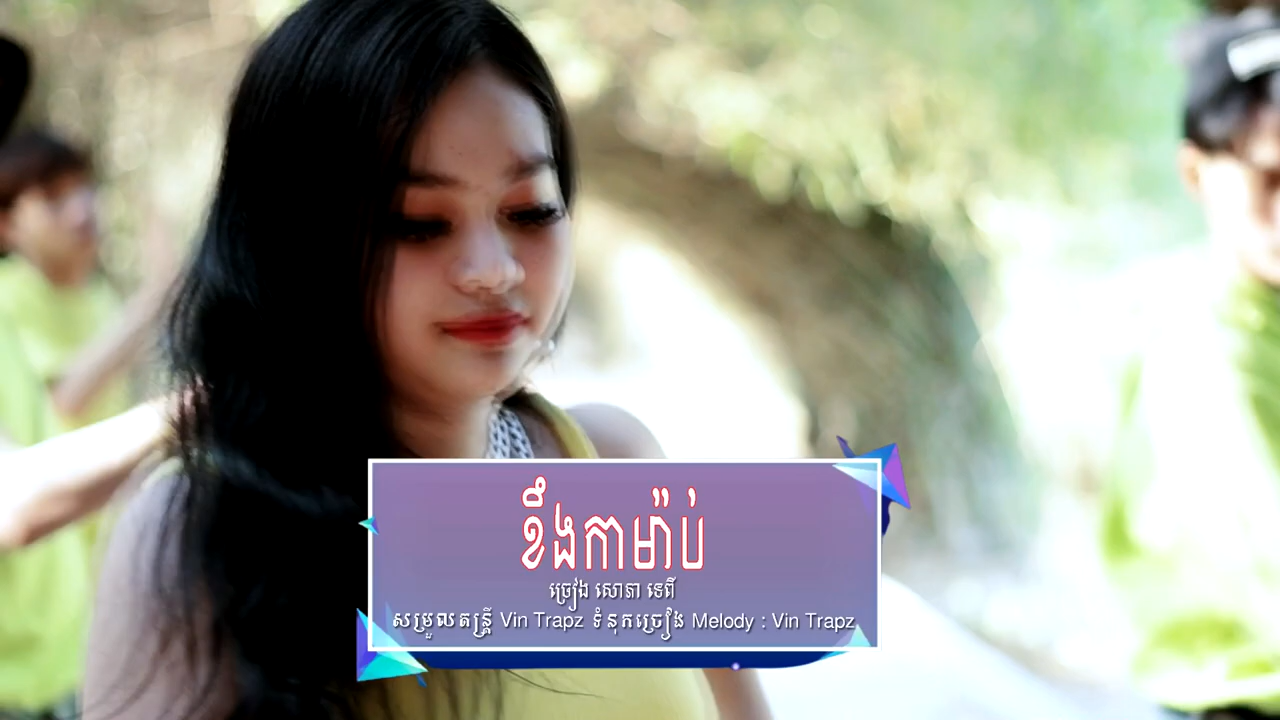 ខឹងកាម៉ាប់
ច្រៀង សោភា ទេពី
សម្រួលតន្ត្រី Vin Trapz ទំនុកច្រៀង Melody : Vin Trapz